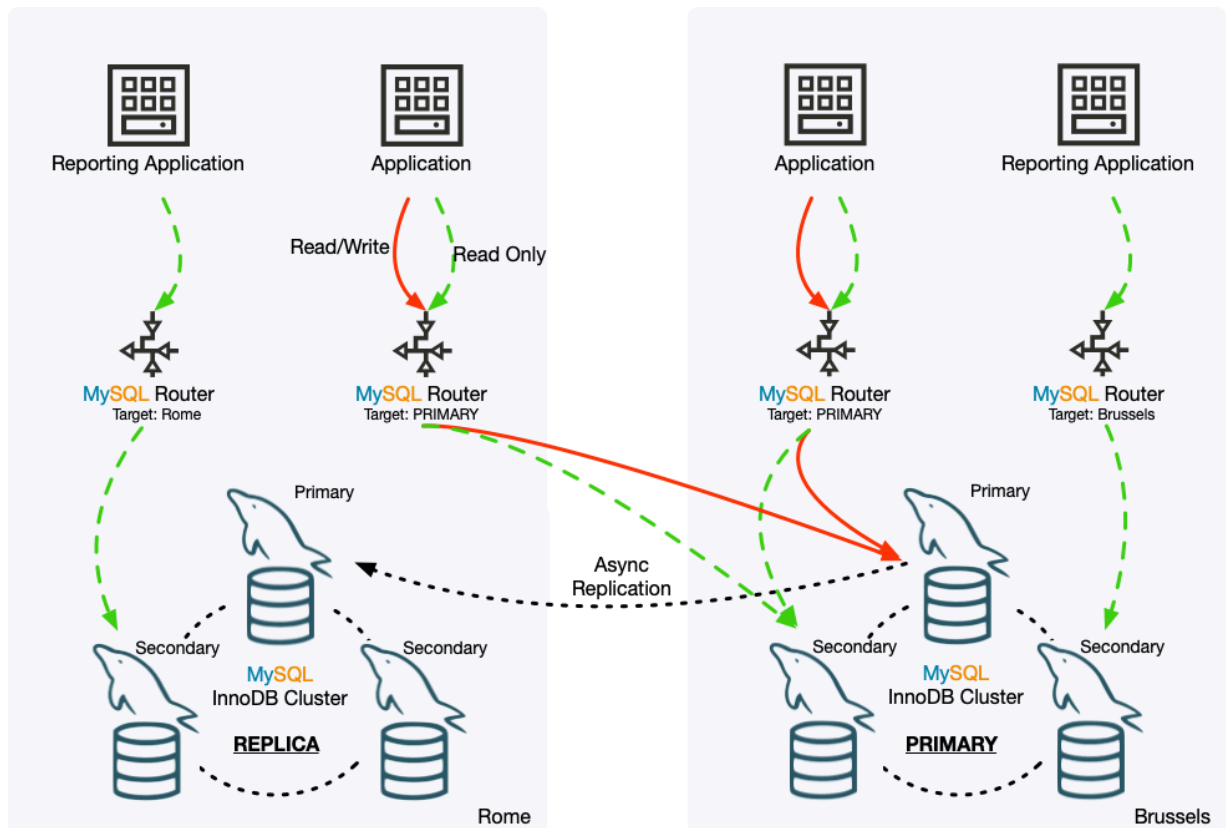 Reporting Application
Application
Application
Reporting Application
Read/Write
Read Only
MySQL Router
Target: Rome
MySQL Router
Target: PRIMARY
MySQL Router
Target: PRIMARY
MySQL Router
Target: Brussels
Primary
Primary
Async
Replication
Secondary
Secondary
Secondary
Secondary
MySQL
InnoDB Cluster
MySQL
InnoDB Cluster
REPLICA
PRIMARY
Rome
Brussels